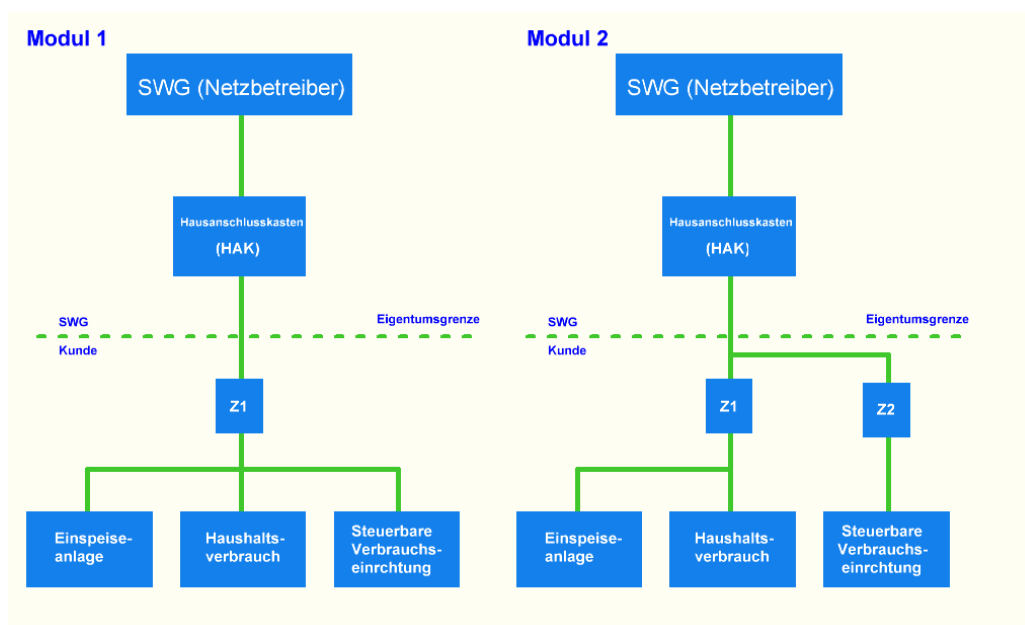 Modul 1
SWG (Netzbetreiber)
Hausanschlusskasten
(HAK)
SWG
Eigentumsgrenze
Kunde
Z1
Einspeise-
anlage
Haushalts-
verbrauch
Steuerbare
Verbrauchs-
einrchtung
Modul 2
SWG (Netzbetreiber)
Hausanschlusskasten
(HAK)
SWG
Eigentumsgrenze
Kunde
Z1
Z2
Einspeise-
anlage
Haushalts-
verbrauch
Steuerbare
Verbrauchs-
einrchtung